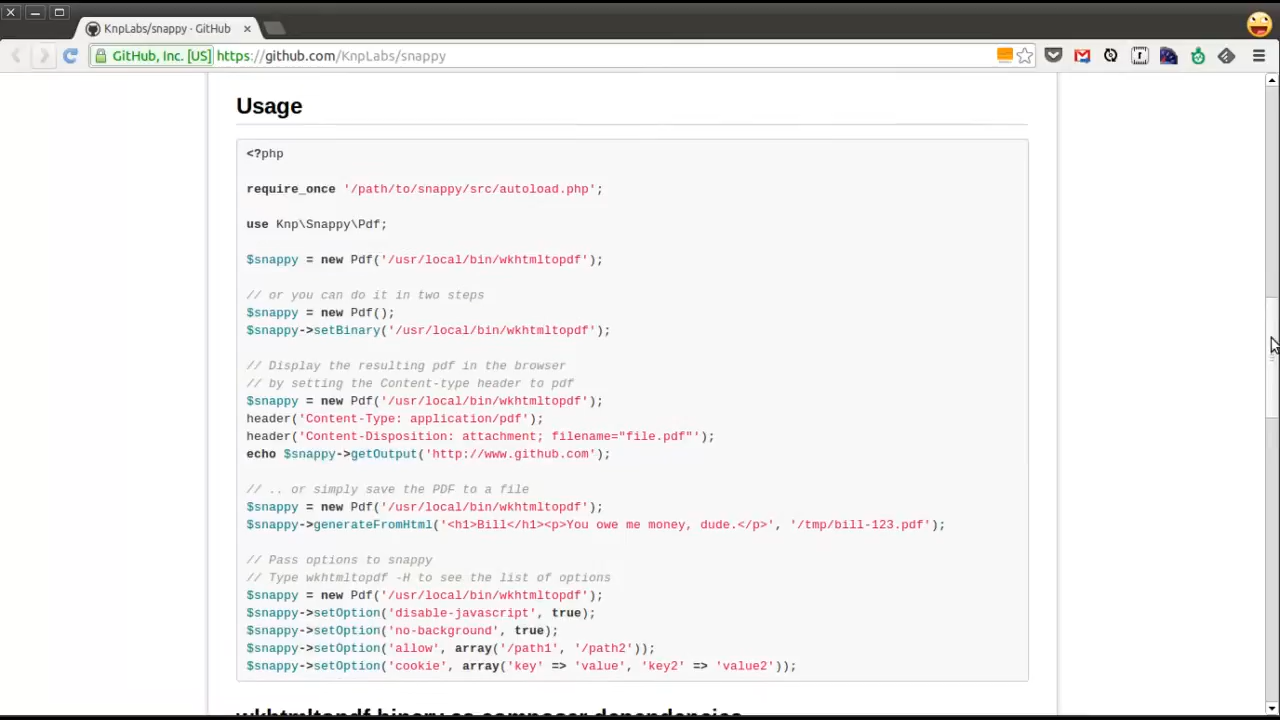 KnpLabs/snappy · GitHub
GitHub, Inc. [US] https://github.com/KnpLabs/snappy
Usage
<?php
require_once '/path/to/snappy/src/autoload.php';
use Knp\Snappy\Pdf;
$snappy = new Pdf('/usr/local/bin/wkhtmltopdf');
// or you can do it in two steps
$snappy = new Pdf();
$snappy->setBinary('/usr/local/bin/wkhtmltopdf');
// Display the resulting pdf in the browser
// by setting the Content-type header to pdf
$snappy = new Pdf('/usr/local/bin/wkhtmltopdf');
header('Content-Type: application/pdf');
header('Content-Disposition: attachment; filename="file.pdf"');
echo $snappy->getOutput('http://www.github.com');
// .. or simply save the PDF to a file
$snappy = new Pdf('/usr/local/bin/wkhtmltopdf');
$snappy->generateFromHtml('<h1>Bill</h1><p>You owe me money, dude.</p>', '/tmp/bill-123.pdf');
// Pass options to snappy
// Type wkhtmltopdf -H to see the list of options
$snappy = new Pdf('/usr/local/bin/wkhtmltopdf');
$snappy->setOption('disable-javascript', true);
$snappy->setOption('no-background', true);
$snappy->setOption('allow', array('/path1', '/path2'));
$snappy->setOption('cookie', array('key' => 'value', 'key2' => 'value2'));
wkhtmltopdf binary as composer dependencies